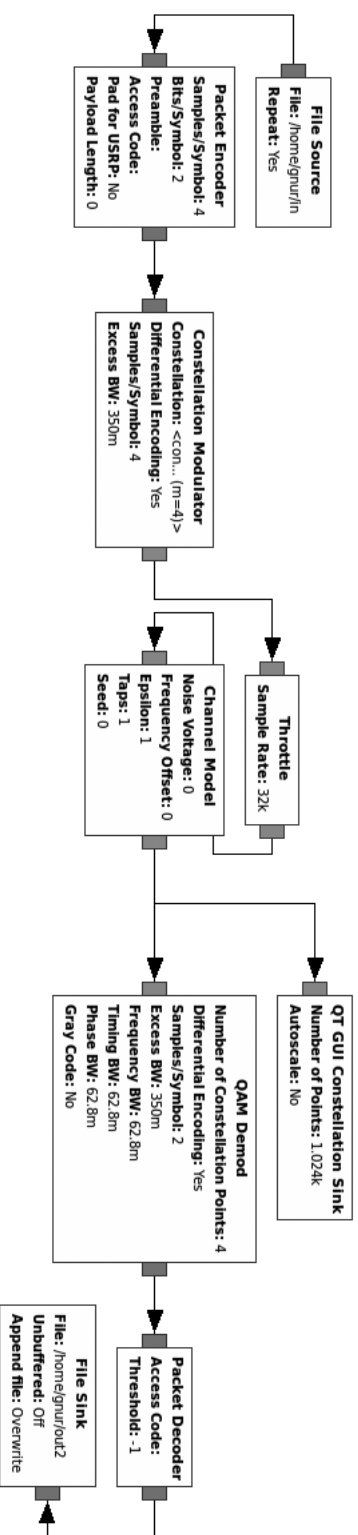 File Source
File: /home/gnur/in
Repeat: Yes
Packet Encoder
Samples/Symbol: 4
Bits/Symbol: 2
Preamble:
Access Code:
Pad for USRP: No
Payload Length: 0
Constellation Modulator
Constellation: <con... (m=4)>
Differential Encoding: Yes
Samples/Symbol: 4
Excess BW: 350m
Throttle
Sample Rate: 32k
Channel Model
Noise Voltage: 0
Frequency Offset: 0
Epsilon: 1
Taps: 1
Seed: 0
QT GUI Constellation Sink
Number of Points: 1.024k
Autoscale: No
QAM Demod
Number of Constellation Points: 4
Differential Encoding: Yes
Samples/Symbol: 2
Excess BW: 350m
Frequency BW: 62.8m
Timing BW: 62.8m
Phase BW: 62.8m
Gray Code: No
Packet Decoder
Access Code:
Threshold: -1
File Sink
File: /home/gnur/out2
Unbuffered: Off
Append file: Overwrite